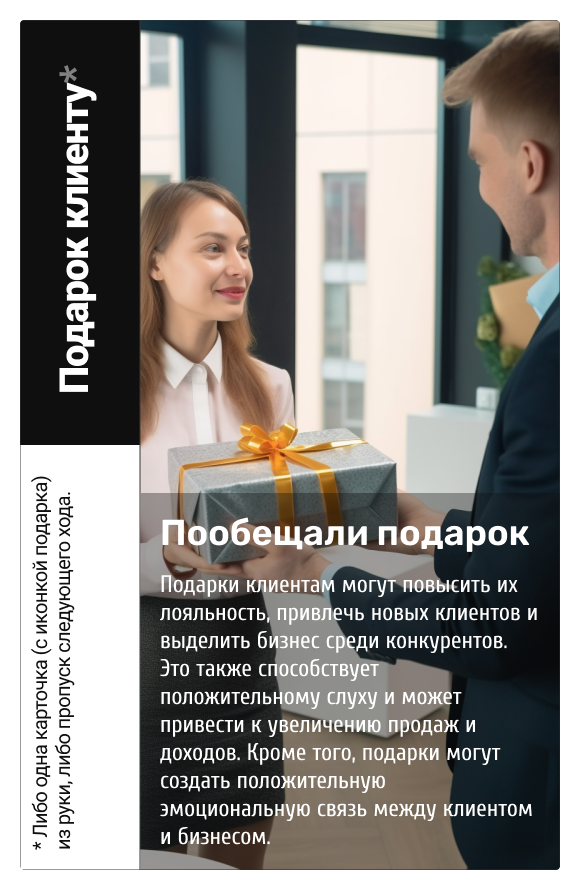 Подарок клиенту*
* Либо одна карточка (с иконкой подарка)
из руки, либо пропуск следующего хода.
Пообещали подарок
Подарки клиентам могут повысить их
лояльность, привлечь новых клиентов и
выделить бизнес среди конкурентов.
Это также способствует
положительному слуху и может
привести к увеличению продаж и
доходов. Кроме того, подарки могут
создать положительную
эмоциональную связь между клиентом
и бизнесом.